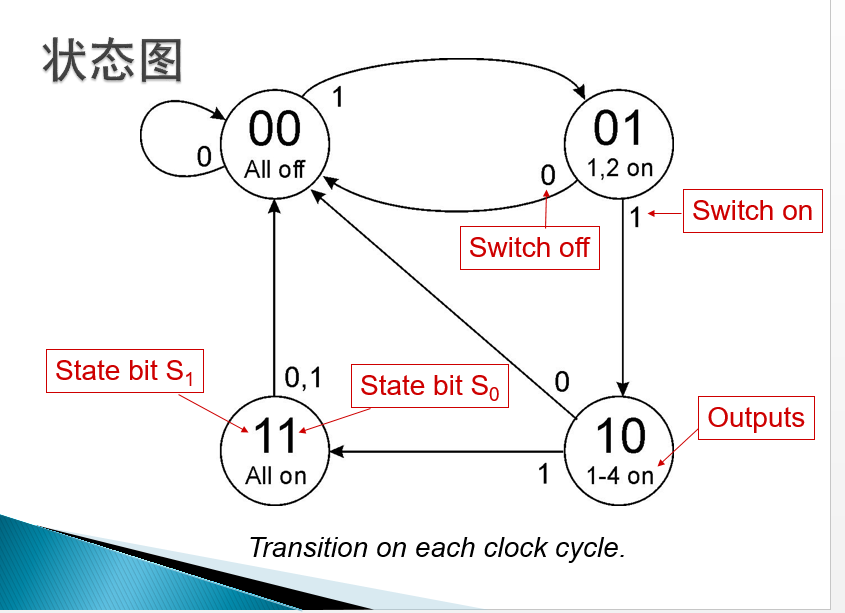 状态图
1
00
All off
0
01
1,2 on
0
1
Switch on
Switch off
State bit S₁
0,1
State bit S₀
0
Outputs
11
All on
10
1-4 on
1
Transition on each clock cycle.